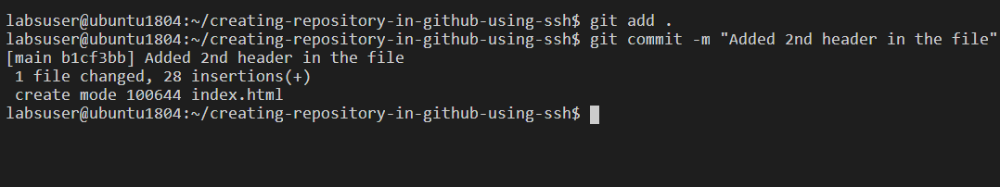 labsuser@ubuntu1804:~/creating-repository-in-github-using-ssh$ git add .
labsuser@ubuntu1804:~/creating-repository-in-github-using-ssh$ git commit -m "Added 2nd header in the file"
[main b1cf3bb] Added 2nd header in the file
 1 file changed, 28 insertions(+)
 create mode 100644 index.html
labsuser@ubuntu1804:~/creating-repository-in-github-using-ssh$